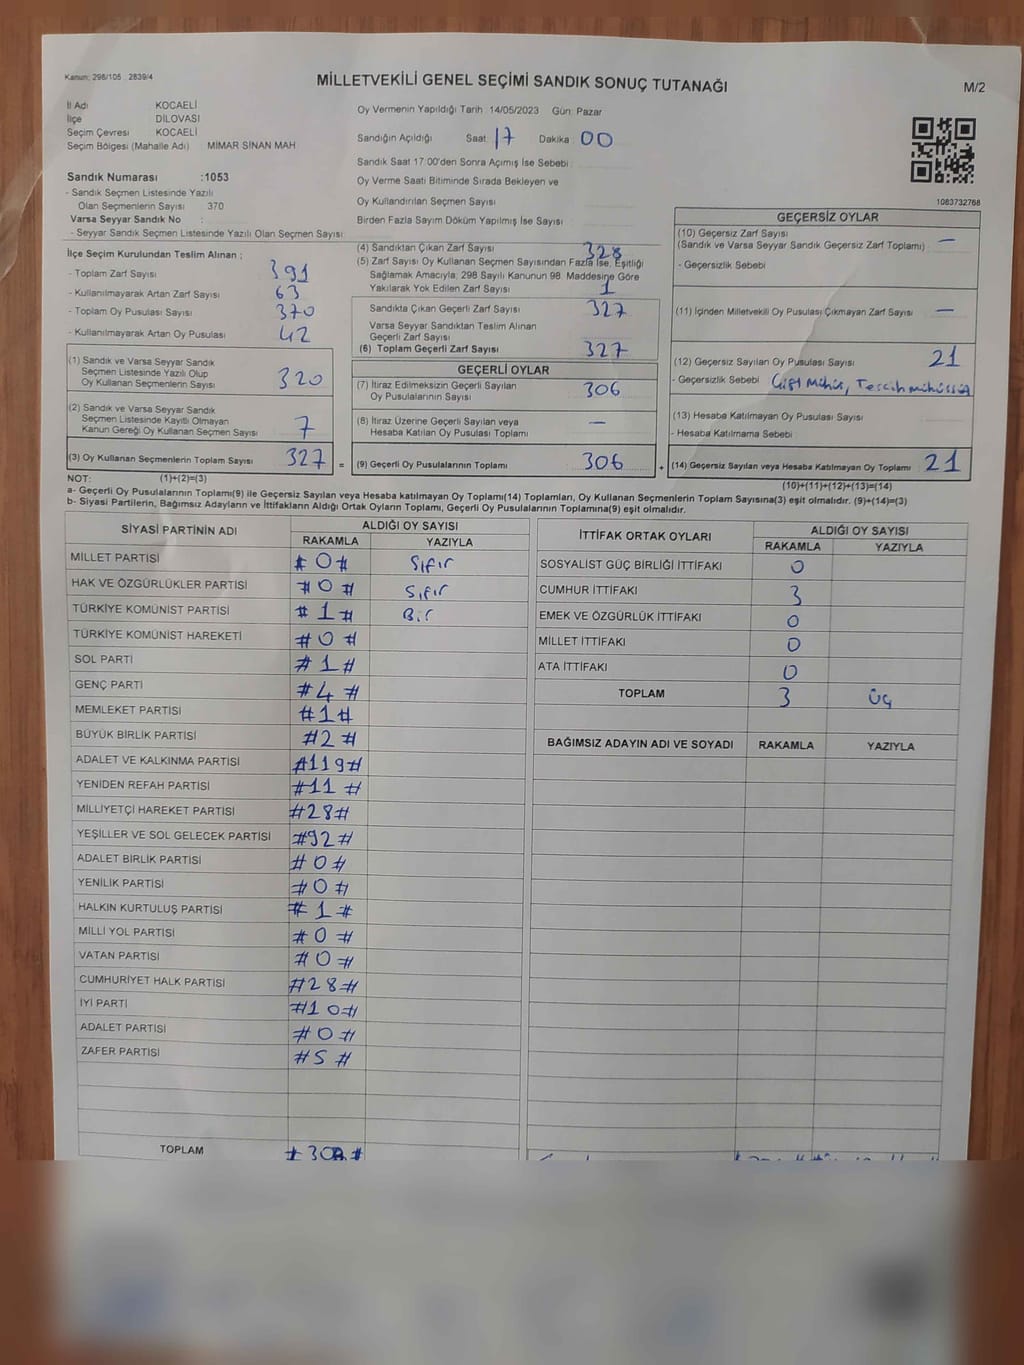 Kanun: 298/105 2839/4
MİLLETVEKİLİ GENEL SEÇİMİ SANDIK SONUÇ TUTANAĞI
M/2
İl Adı KOCAELİ
İlçe DİLOVASI
Seçim Çevresi KOCAELİ
Seçim Bölgesi (Mahalle Adı) MİMAR SİNAN MAH
Sandık Numarası :1053
- Sandık Seçmen Listesinde Yazılı
Olan Seçmenlerin Sayısı 370
Varsa Seyyar Sandık No :
- Seyyar Sandık Seçmen Listesinde Yazılı Olan Seçmen Sayısı:
Oy Vermenin Yapıldığı Tarih :14/05/2023 Gün: Pazar
Sandığın Açıldığı Saat 17 Dakika 00
Sandık Saat 17:00'den Sonra Açımış İse Sebebi
Oy Verme Saati Bitiminde Sırada Bekleyen ve
Oy Kullandırılan Seçmen Sayısı
Birden Fazla Sayım Döküm Yapılmış İse Sayısı
1083732768
İlçe Seçim Kurulundan Teslim Alınan ;
- Toplam Zarf Sayısı 391
- Kullanılmayarak Artan Zarf Sayısı 63
- Toplam Oy Pusulası Sayısı 370
- Kullanılmayarak Artan Oy Pusulası 42
(1) Sandık ve Varsa Seyyar Sandık
Seçmen Listesinde Yazılı Olup
Oy Kullanan Seçmenlerin Sayısı 320
(2) Sandık ve Varsa Seyyar Sandık
Seçmen Listesinde Kayıtlı Olmayan
Kanun Gereği Oy Kullanan Seçmen Sayısı 7
(3) Oy Kullanan Seçmenlerin Toplam Sayısı 327 =
(4) Sandıktan Çıkan Zarf Sayısı 328
(5) Zarf Sayısı Oy Kullanan Seçmen Sayısından Fazla İse, Eşitliği
Sağlamak Amacıyla; 298 Sayılı Kanunun 98. Maddesine Göre
Yakılarak Yok Edilen Zarf Sayısı 1
Sandıkta Çıkan Geçerli Zarf Sayısı 327
Varsa Seyyar Sandıktan Teslim Alınan
Geçerli Zarf Sayısı
(6) Toplam Geçerli Zarf Sayısı 327
GEÇERLİ OYLAR
(7) İtiraz Edilmeksizin Geçerli Sayılan
Oy Pusulalarının Sayısı 306
(8) İtiraz Üzerine Geçerli Sayılan veya
Hesaba Katılan Oy Pusulası Toplamı —
(9) Geçerli Oy Pusulalarının Toplamı 306 +
GEÇERSİZ OYLAR
(10) Geçersiz Zarf Sayısı
(Sandık ve Varsa Seyyar Sandık Geçersiz Zarf Toplamı) —
- Geçersizlik Sebebi
(11) İçinden Milletvekili Oy Pusulası Çıkmayan Zarf Sayısı —
(12) Geçersiz Sayılan Oy Pusulası Sayısı 21
- Geçersizlik Sebebi Çift Mühür,
(13) Hesaba Katılmayan Oy Pusulası Sayısı
- Hesaba Katılmama Sebebi
(14) Geçersiz Sayılan veya Hesaba Katılmayan Oy Toplamı 21
NOT: (1)+(2)=(3)
(10)+(11)+(12)+(13)=(14)
a- Geçerli Oy Pusulalarının Toplamı(9) ile Geçersiz Sayılan veya Hesaba katılmayan Oy Toplamı(14) Toplamları, Oy Kullanan Seçmenlerin Toplam Sayısına(3) eşit olmalıdır. (9)+(14)=(3)
b- Siyasi Partilerin, Bağımsız Adayların ve İttifakların Aldığı Ortak Oyların Toplamı, Geçerli Oy Pusulalarının Toplamına(9) eşit olmalıdır.
SİYASİ PARTİNİN ADI ALDIĞI OY SAYISI
RAKAMLA YAZIYLA
MİLLET PARTİSİ # 0 # Sıfır
HAK VE ÖZGÜRLÜKLER PARTİSİ # 0 # Sıfır
TÜRKİYE KOMÜNİST PARTİSİ # 1 # Bir
TÜRKİYE KOMÜNİST HAREKETİ # 0 #
SOL PARTİ # 1 #
GENÇ PARTİ # 4 #
MEMLEKET PARTİSİ # 1 #
BÜYÜK BİRLİK PARTİSİ # 2 #
ADALET VE KALKINMA PARTİSİ # 119 #
YENİDEN REFAH PARTİSİ # 11 #
MİLLİYETÇİ HAREKET PARTİSİ # 28 #
YEŞİLLER VE SOL GELECEK PARTİSİ # 92 #
ADALET BİRLİK PARTİSİ # 0 #
YENİLİK PARTİSİ # 0 #
HALKIN KURTULUŞ PARTİSİ # 1 #
MİLLİ YOL PARTİSİ # 0 #
VATAN PARTİSİ # 0 #
CUMHURİYET HALK PARTİSİ # 28 #
İYİ PARTİ # 10 #
ADALET PARTİSİ # 0 #
ZAFER PARTİSİ # 5 #
TOPLAM
İTTİFAK ORTAK OYLARI ALDIĞI OY SAYISI
RAKAMLA YAZIYLA
SOSYALİST GÜÇ BİRLİĞİ İTTİFAKI 0
CUMHUR İTTİFAKI 3
EMEK VE ÖZGÜRLÜK İTTİFAKI 0
MİLLET İTTİFAKI 0
ATA İTTİFAKI 0
TOPLAM 3 üç
BAĞIMSIZ ADAYIN ADI VE SOYADI RAKAMLA YAZIYLA